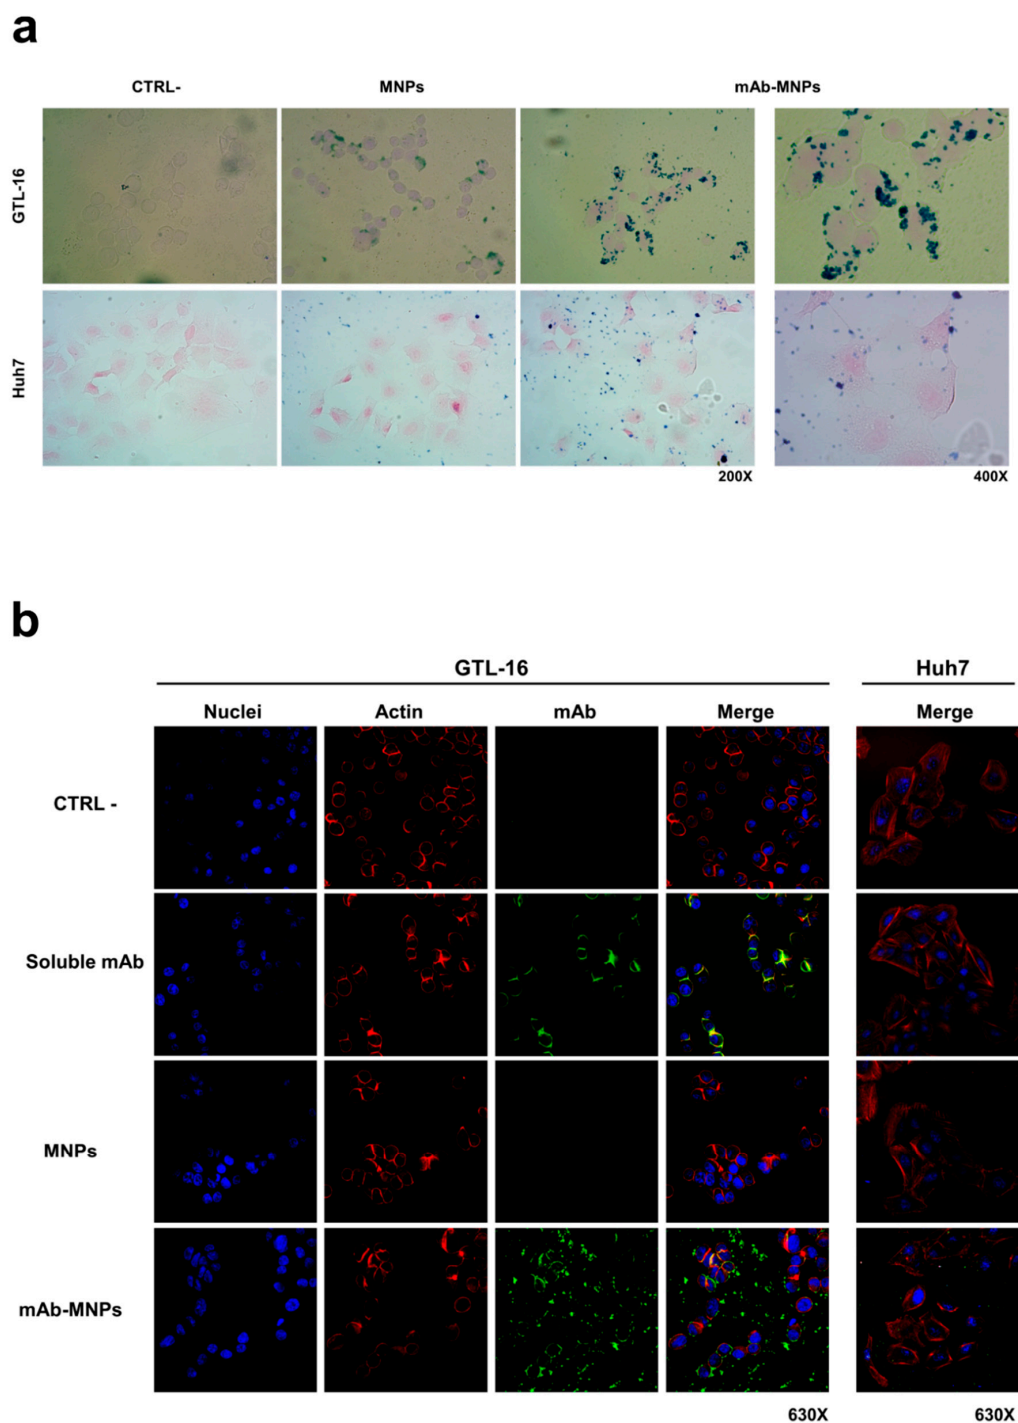 a
CTRL-
MNPs
mAb-MNPs
GTL-16
Huh7
200X
400X
b
GTL-16
Huh7
Nuclei
Actin
mAb
Merge
Merge
CTRL -
Soluble mAb
MNPs
mAb-MNPs
630X
630X